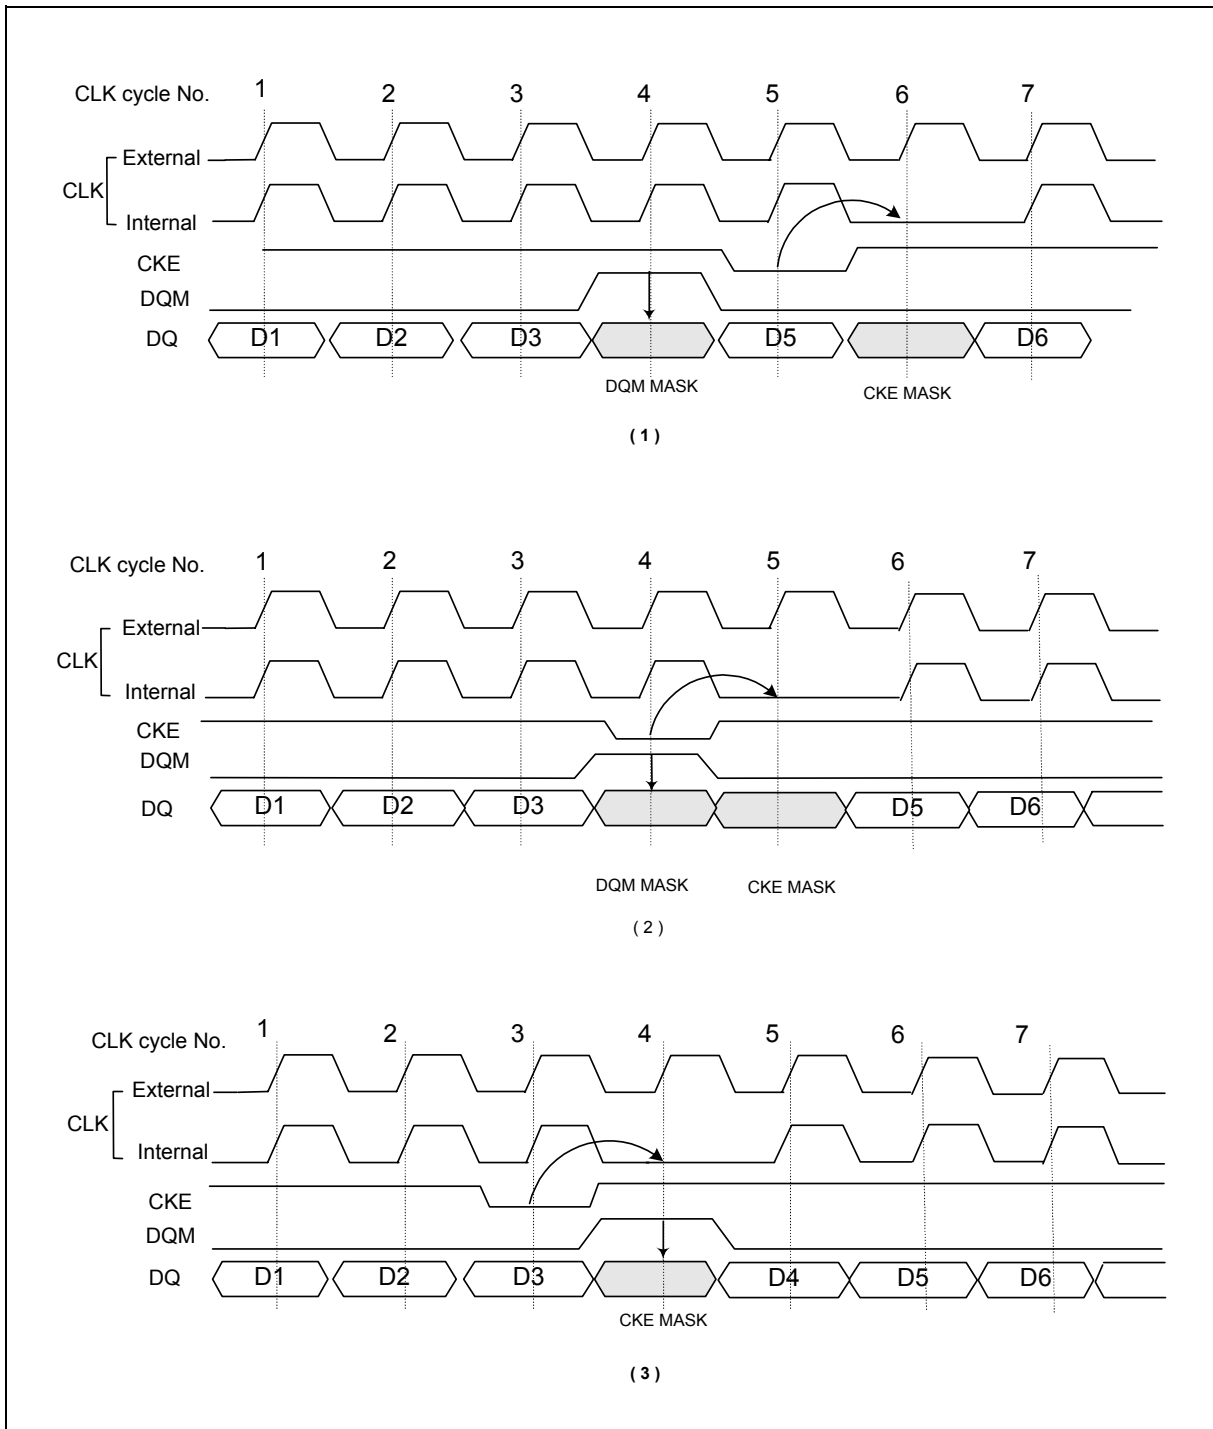 CLK cycle No. 1 2 3 4 5 6 7
External
CLK
Internal
CKE
DQM
DQ D1 D2 D3 D5 D6
DQM MASK CKE MASK
( 1 )
CLK cycle No. 1 2 3 4 5 6 7
External
CLK
Internal
CKE
DQM
DQ D1 D2 D3 D5 D6
DQM MASK CKE MASK
( 2 )
CLK cycle No. 1 2 3 4 5 6 7
External
CLK
Internal
CKE
DQM
DQ D1 D2 D3 D4 D5 D6
CKE MASK
( 3 )